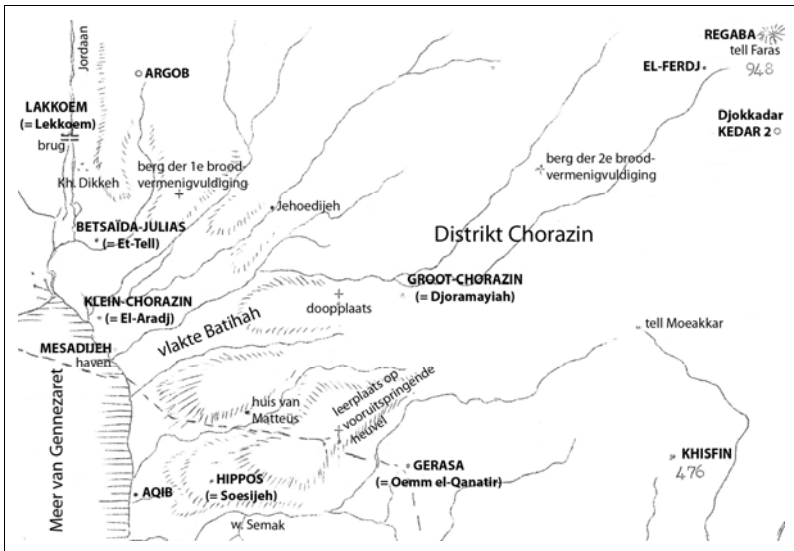 REGABA
tell Faras
948
EL-FERDJ
ARGOB
Jordaan
LAKKOEM
(= Lekkoem)
brug
Djokkadar
KEDAR 2
Kh. Dikkeh
berg der 1e brood-
vermenigvuldiging
berg der 2e brood-
vermenigvuldiging
Jehoedijeh
BETSAÏDA-JULIAS
(= Et-Tell)
Distrikt Chorazin
GROOT-CHORAZIN
(= Djoramayiah)
KLEIN-CHORAZIN
(= El-Aradj)
doopplaats
vlakte Batihah
tell Moeakkar
MESADIJEH
haven
huis van
Matteüs
leerplaats op
vooruitspringende
heuvel
Meer van Gennezaret
KHISFIN
476
GERASA
(= Oemm el-Qanatir)
HIPPOS
(= Soesijeh)
AQIB
w. Semak